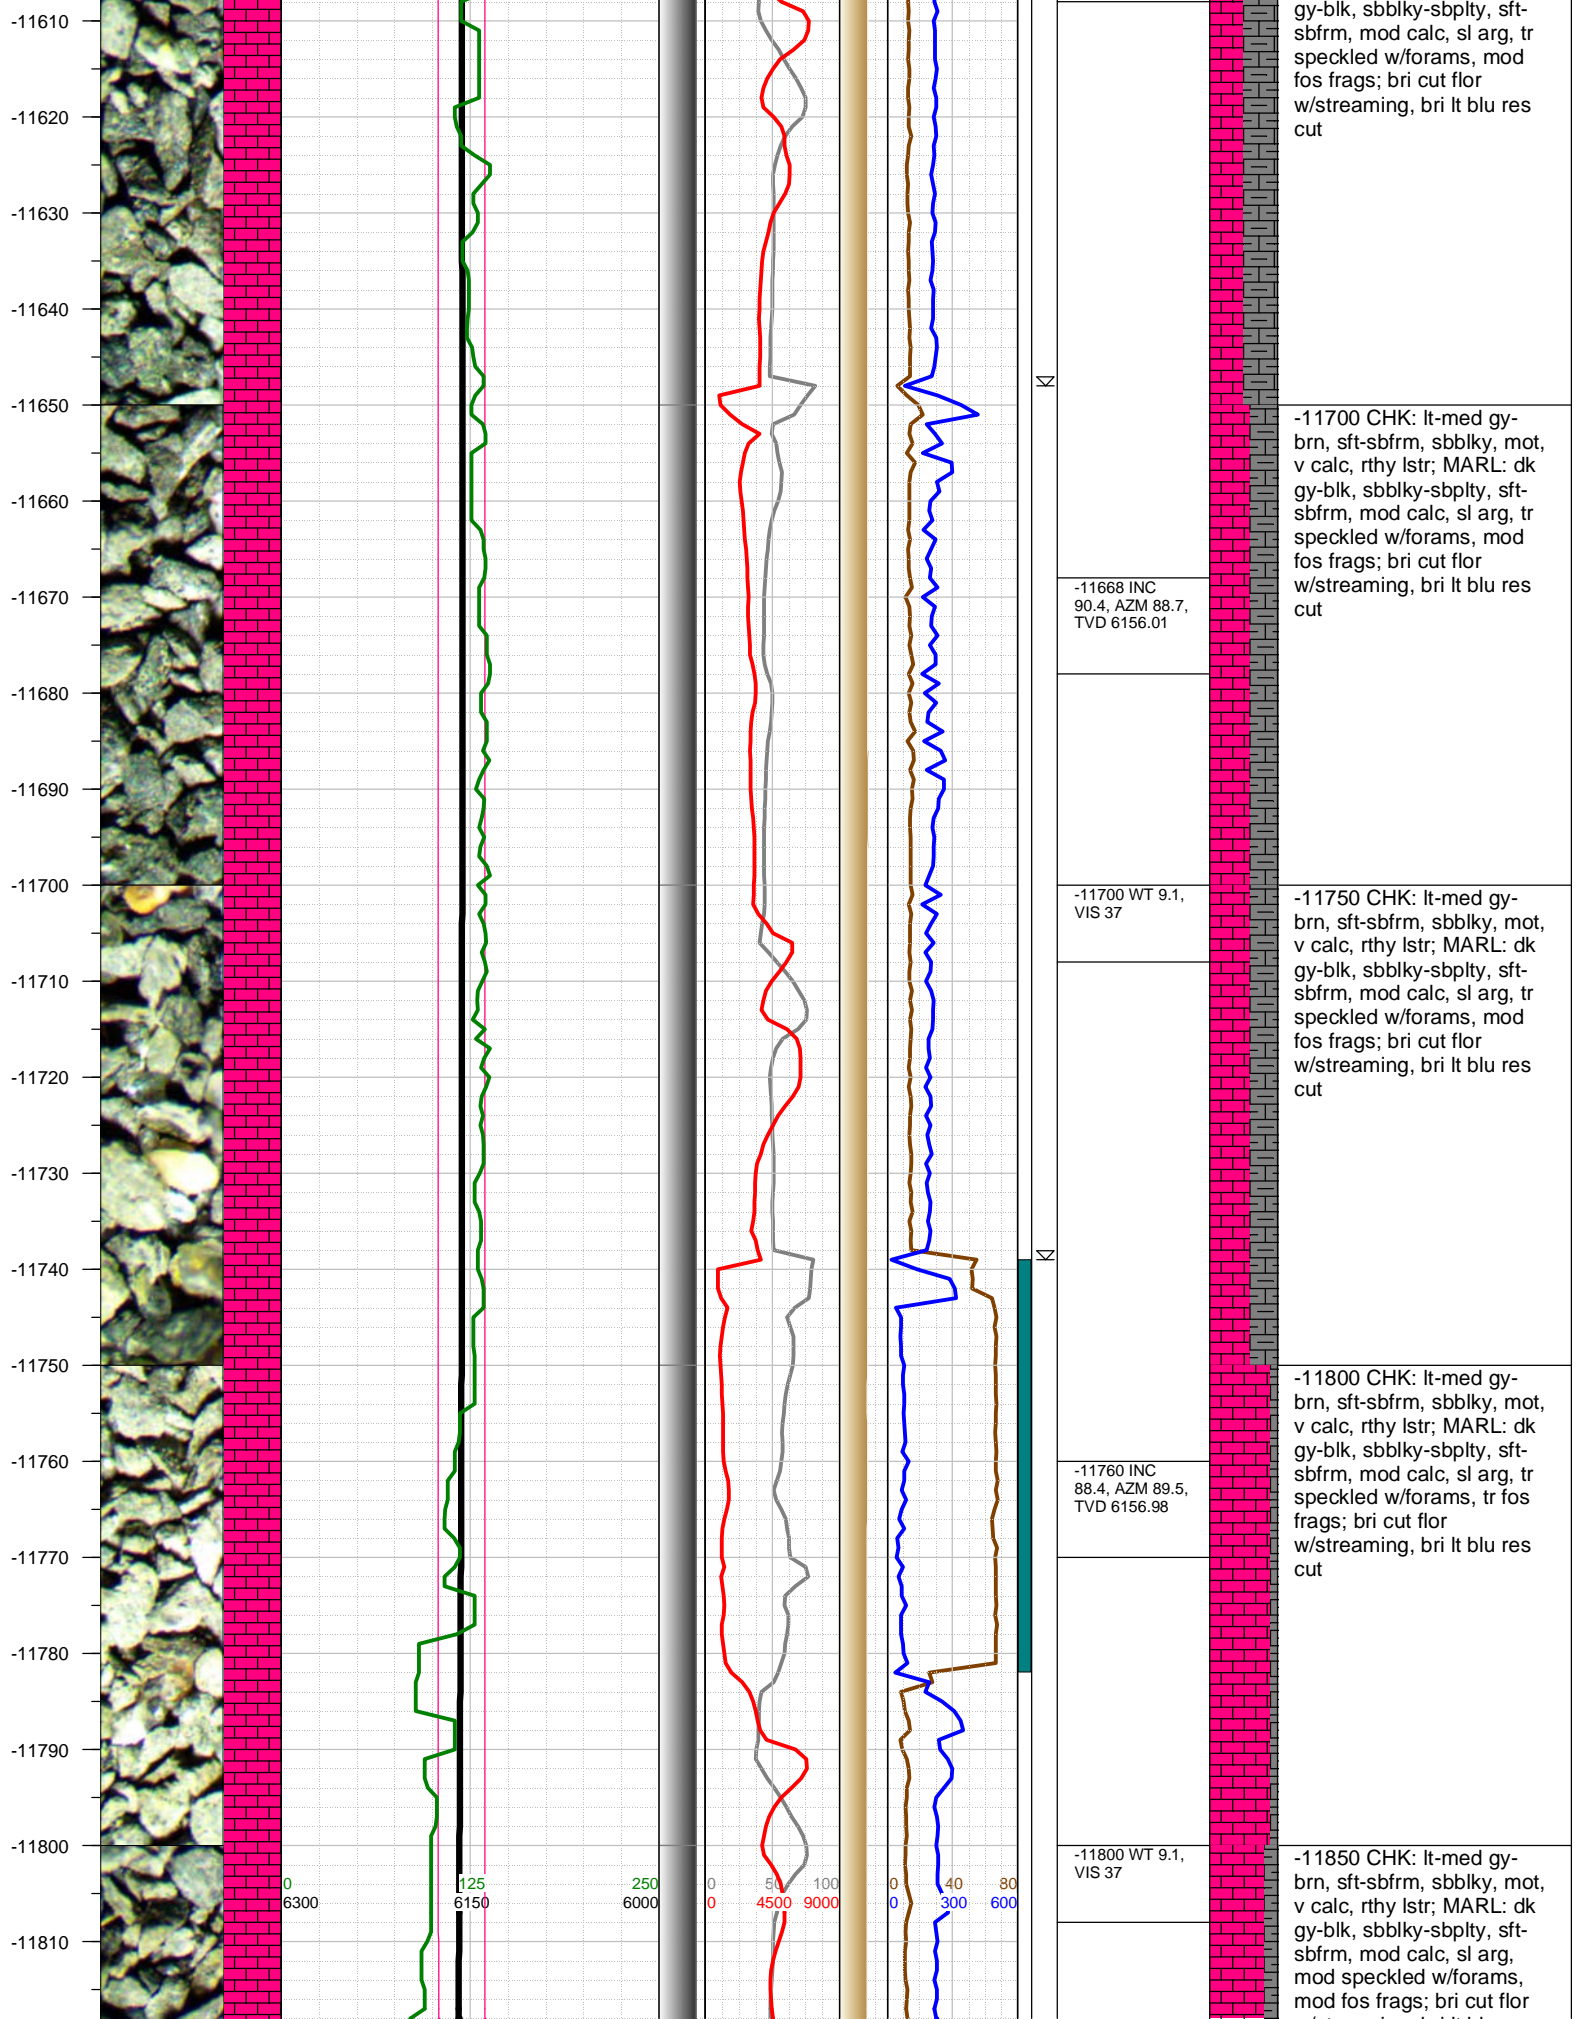 gy-blk, sbblky-sbplty, sft-
sbfrm, mod calc, sl arg, tr
speckled w/forams, mod
fos frags; bri cut flor
w/streaming, bri lt blu res
cut
-11610
-11620
-11630
-11640
-11650
-11660
-11670
-11680
-11690
-11700
-11710
-11720
-11730
-11740
-11750
-11760
-11770
-11780
-11790
-11800
-11810
-11700 CHK: lt-med gy-
brn, sft-sbfrm, sbblky, mot,
v calc, rthy lstr; MARL: dk
gy-blk, sbblky-sbplty, sft-
sbfrm, mod calc, sl arg, tr
speckled w/forams, mod
fos frags; bri cut flor
w/streaming, bri lt blu res
cut
-11668 INC
90.4, AZM 88.7,
TVD 6156.01
-11700 WT 9.1,
VIS 37
-11750 CHK: lt-med gy-
brn, sft-sbfrm, sbblky, mot,
v calc, rthy lstr; MARL: dk
gy-blk, sbblky-sbplty, sft-
sbfrm, mod calc, sl arg, tr
speckled w/forams, mod
fos frags; bri cut flor
w/streaming, bri lt blu res
cut
-11800 CHK: lt-med gy-
brn, sft-sbfrm, sbblky, mot,
v calc, rthy lstr; MARL: dk
gy-blk, sbblky-sbplty, sft-
sbfrm, mod calc, sl arg, tr
speckled w/forams, tr fos
frags; bri cut flor
w/streaming, bri lt blu res
cut
-11760 INC
88.4, AZM 89.5,
TVD 6156.98
-11800 WT 9.1,
VIS 37
0 125 250
6300 6150 6000
0 50 100
0 4500 9000
0 40 80
0 300 600
-11850 CHK: lt-med gy-
brn, sft-sbfrm, sbblky, mot,
v calc, rthy lstr; MARL: dk
gy-blk, sbblky-sbplty, sft-
sbfrm, mod calc, sl arg,
mod speckled w/forams,
mod fos frags; bri cut flor